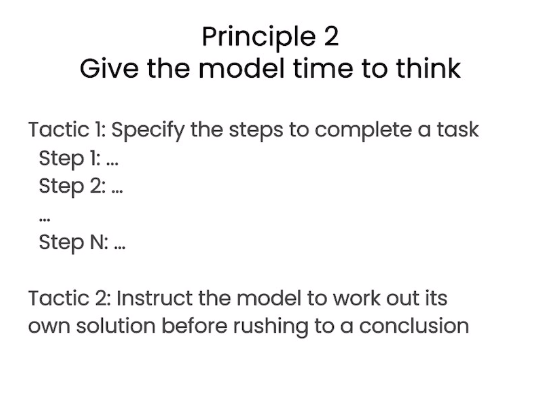 Principle 2
Give the model time to think
Tactic 1: Specify the steps to complete a task
Step 1: ...
Step 2: ...
...
Step N: ...
Tactic 2: Instruct the model to work out its
own solution before rushing to a conclusion